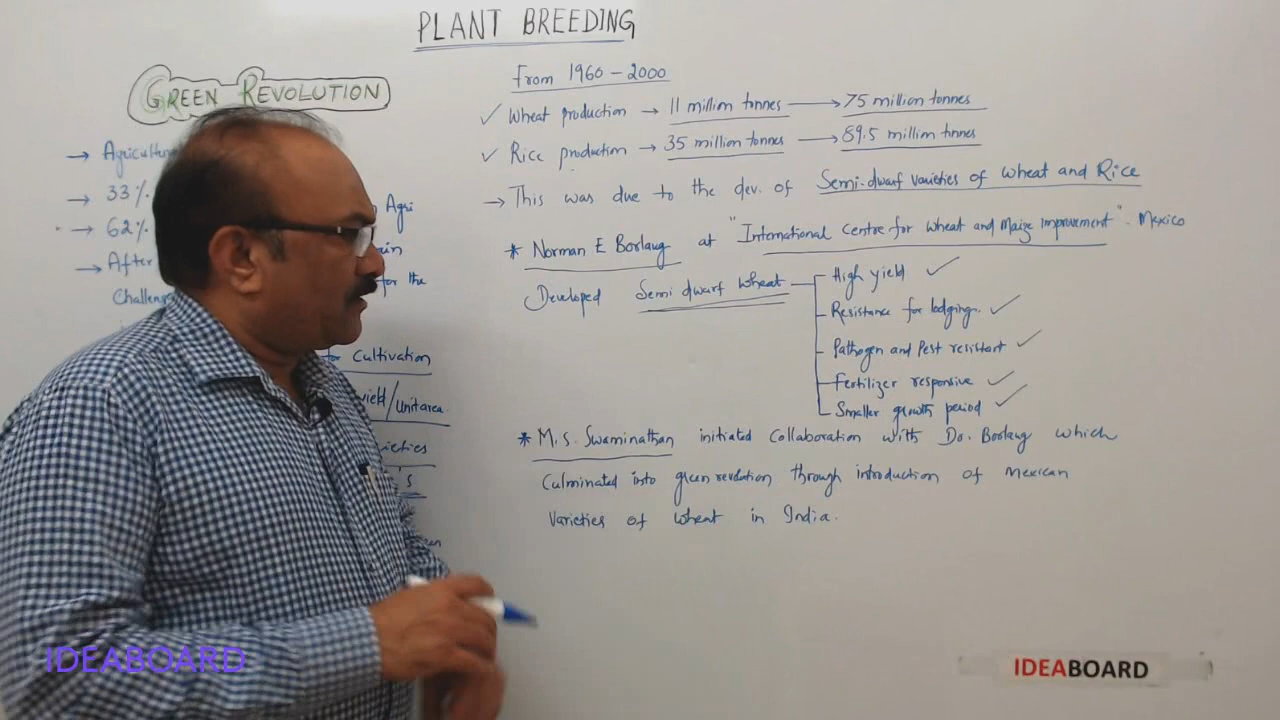 PLANT BREEDING
GREEN REVOLUTION
→ Agricultur
→ 33%
→ 62%
Agri
→ After
for the
Challen
for Cultivation
yield/Unitarea.
From 1960 - 2000
✓ Wheat production → 11 million tonnes → 75 million tonnes
✓ Rice production → 35 million tonnes → 89.5 million tonnes
→ This was due to the dev. of Semi-dwarf varieties of wheat and Rice
* Norman E Borlaug at "International Centre for wheat and Maize Improvement". Mexico
Developed Semi dwarf wheat
High yield ✓
Resistance for lodging. ✓
Pathogen and Pest resistant ✓
Fertilizer responsive ✓
Smaller growth period ✓
* M.S. Swaminathan initiated Collaboration with Do. Borlaug which
Culminated into green revolution through introduction of Mexican
Varieties of wheat in India.
IDEABOARD
IDEABOARD